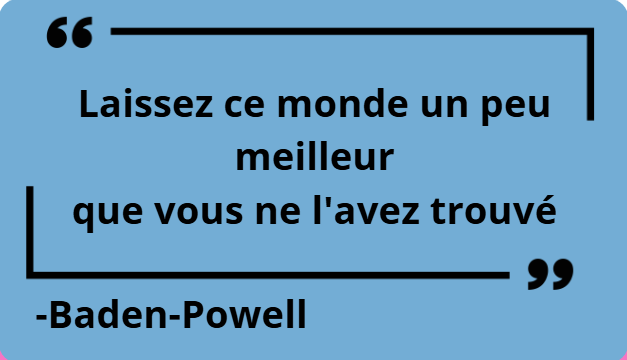 “
Laissez ce monde un peu
meilleur
que vous ne l'avez trouvé
”
-Baden-Powell